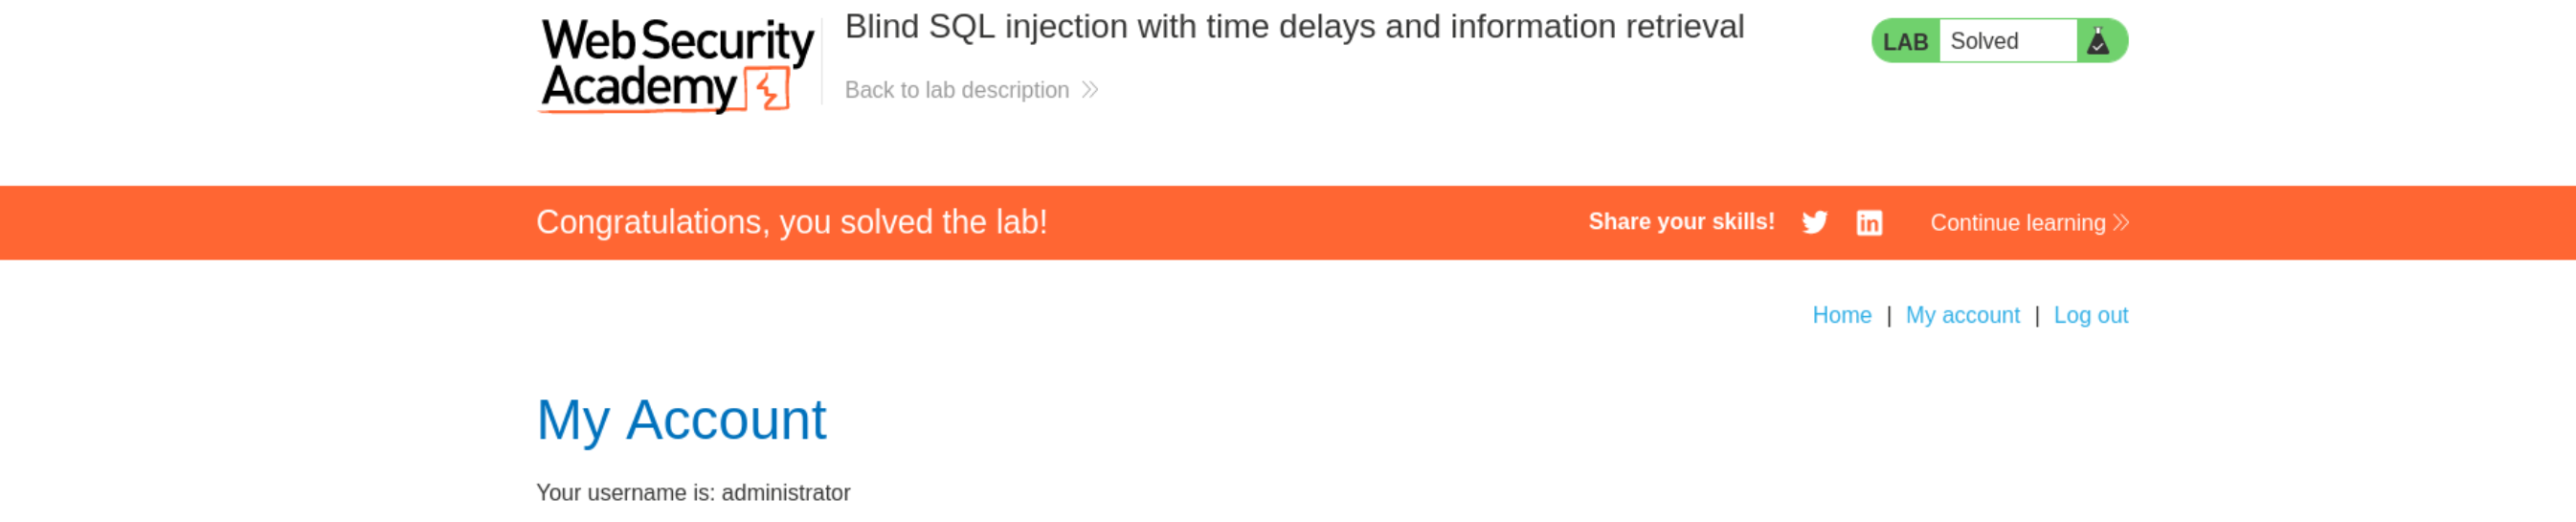 Web Security
Academy
Blind SQL injection with time delays and information retrieval
Back to lab description
LAB Solved
Congratulations, you solved the lab!
Share your skills!
Continue learning
Home | My account | Log out
My Account
Your username is: administrator